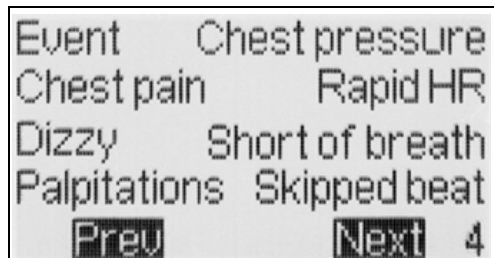 Event Chest pressure
Chest pain Rapid HR
Dizzy Short of breath
Palpitations Skipped beat
Prev Next 4